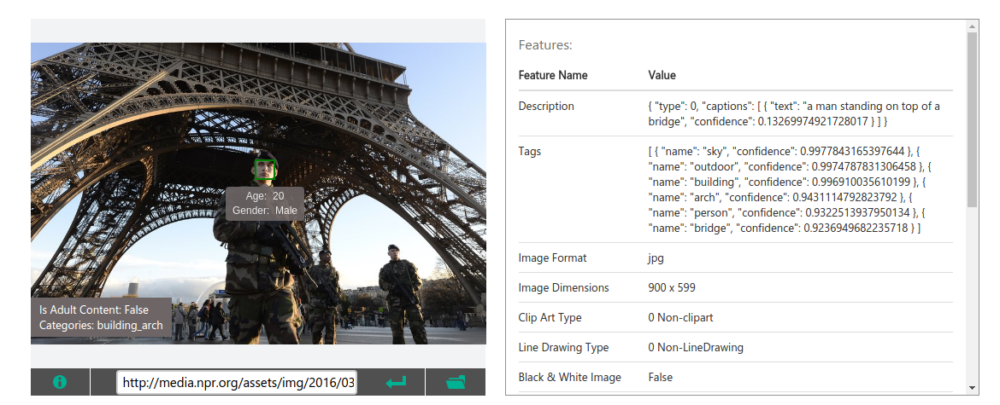 Age: 20
Gender: Male
Is Adult Content: False
Categories: building_arch
http://media.npr.org/assets/img/2016/03
Features:
Feature Name Value
Description { "type": 0, "captions": [ { "text": "a man standing on top of a
bridge", "confidence": 0.13269974921728017 } ] }
Tags [ { "name": "sky", "confidence": 0.9977843165397644 }, {
"name": "outdoor", "confidence": 0.9974787831306458 }, {
"name": "building", "confidence": 0.996910035610199 }, {
"name": "arch", "confidence": 0.9431114792823792 }, {
"name": "person", "confidence": 0.9322513937950134 }, {
"name": "bridge", "confidence": 0.9236949682235718 } ]
Image Format jpg
Image Dimensions 900 x 599
Clip Art Type 0 Non-clipart
Line Drawing Type 0 Non-LineDrawing
Black & White Image False